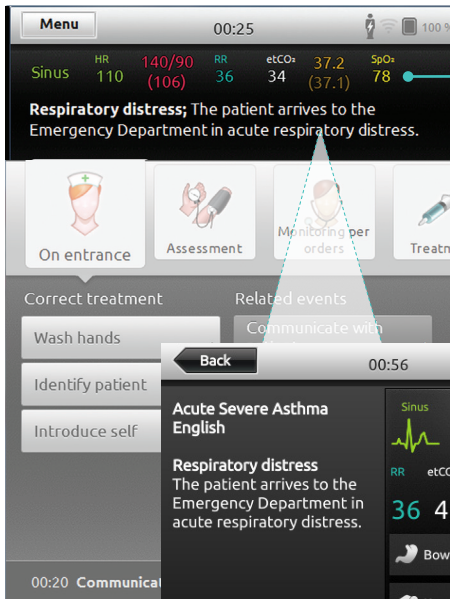 Menu
00:25
100 %
HR 140/90 RR etCO₂ 37.2 SpO₂
Sinus 110 (106) 36 34 (37.1) 78
Respiratory distress; The patient arrives to the
Emergency Department in acute respiratory distress.
On entrance
Assessment
Monitoring per
orders
Treatm
Correct treatment
Related events
Wash hands
Communicate with
Identify patient
Introduce self
00:20 Communicat
Back
00:56
Acute Severe Asthma
English
Respiratory distress
The patient arrives to the
Emergency Department in
acute respiratory distress.
Sinus
RR etCO
36 4
Bow